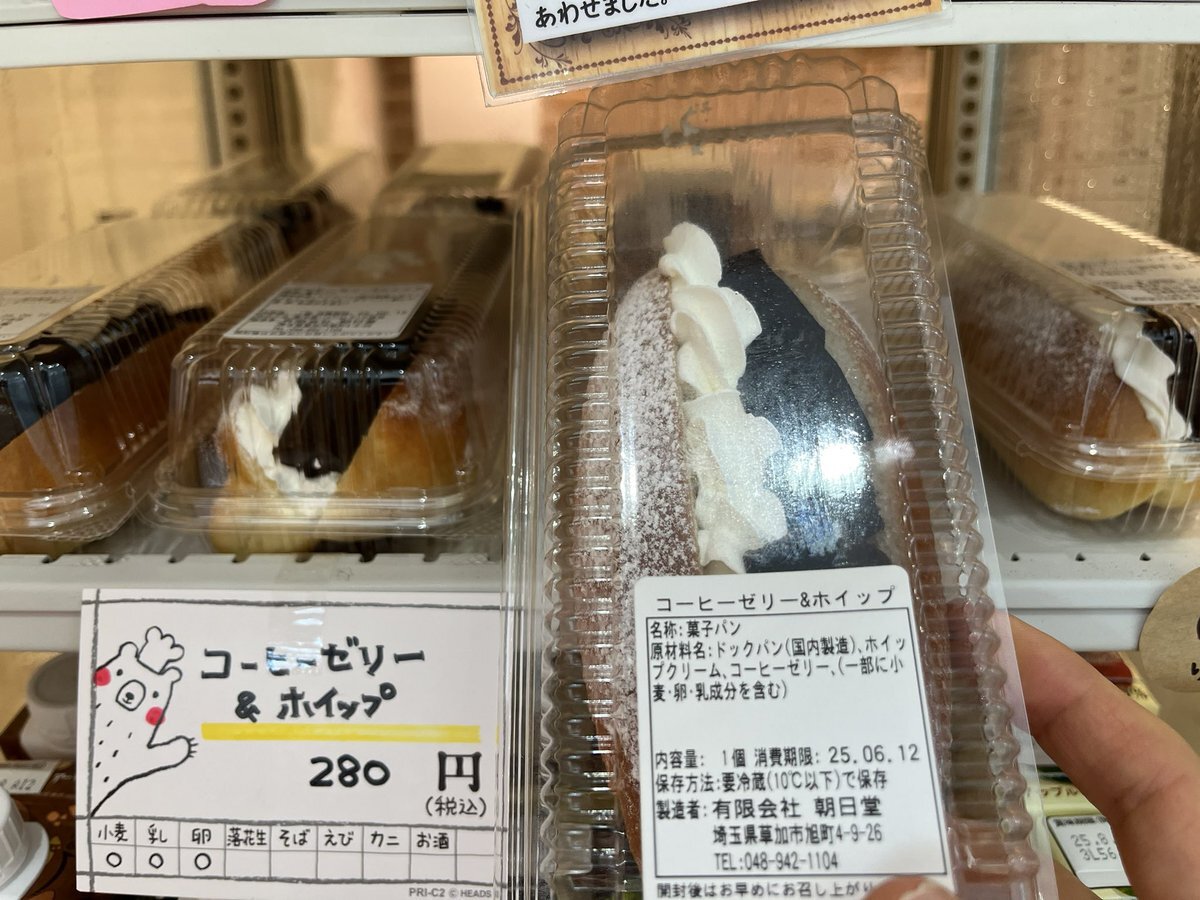 あわせました。
コーヒーゼリー
& ホイップ
280 円
(税込)
小麦 乳 卵 落花生 そば えび カニ お酒
○ ○ ○
PRI-C2 © HEADS
コーヒーゼリー&ホイップ
名称:菓子パン
原材料名:ドックパン(国内製造)、ホイッ
プクリーム、コーヒーゼリー、(一部に小
麦・卵・乳成分を含む)
内容量: 1個 消費期限: 25.06.12
保存方法:要冷蔵(10℃以下)で保存
製造者:有限会社 朝日堂
埼玉県草加市旭町4-9-26
TEL:048-942-1104
開封後はお早めにお召し上がり
25.8
3L56